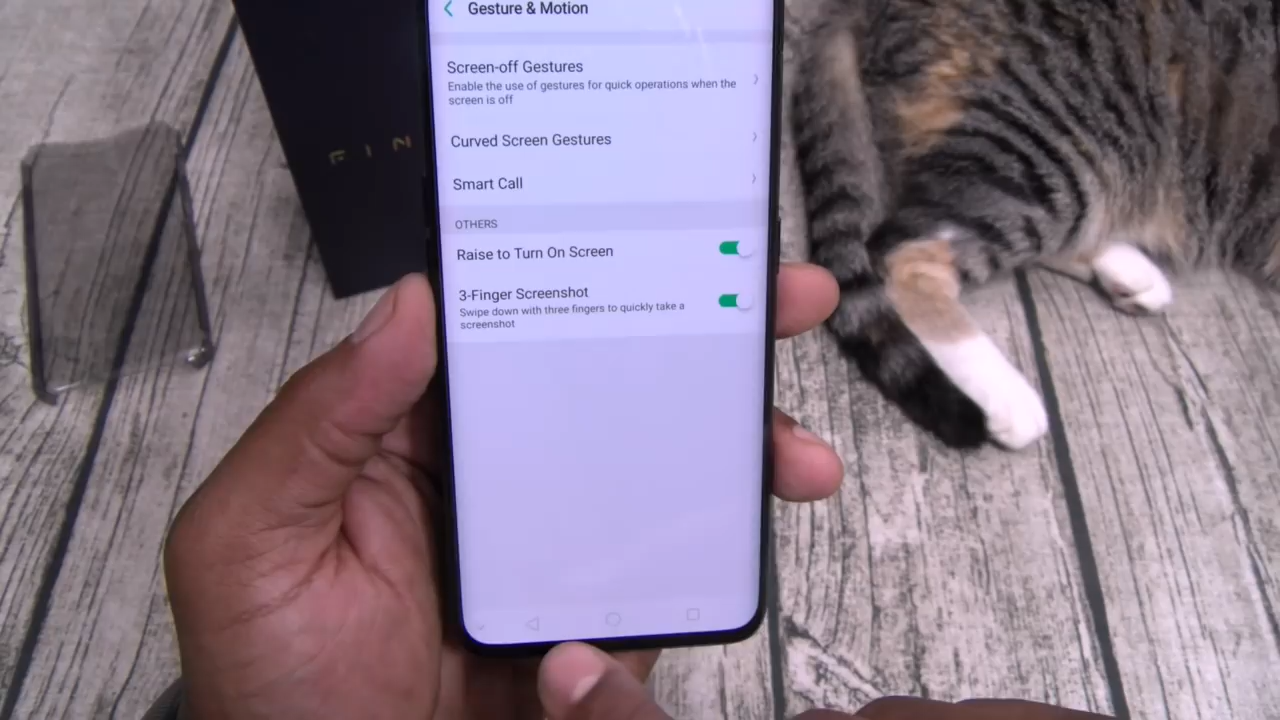 Gesture & Motion
Screen-off Gestures
Enable the use of gestures for quick operations when the
screen is off
Curved Screen Gestures
Smart Call
OTHERS
Raise to Turn On Screen
3-Finger Screenshot
Swipe down with three fingers to quickly take a
screenshot
F I N